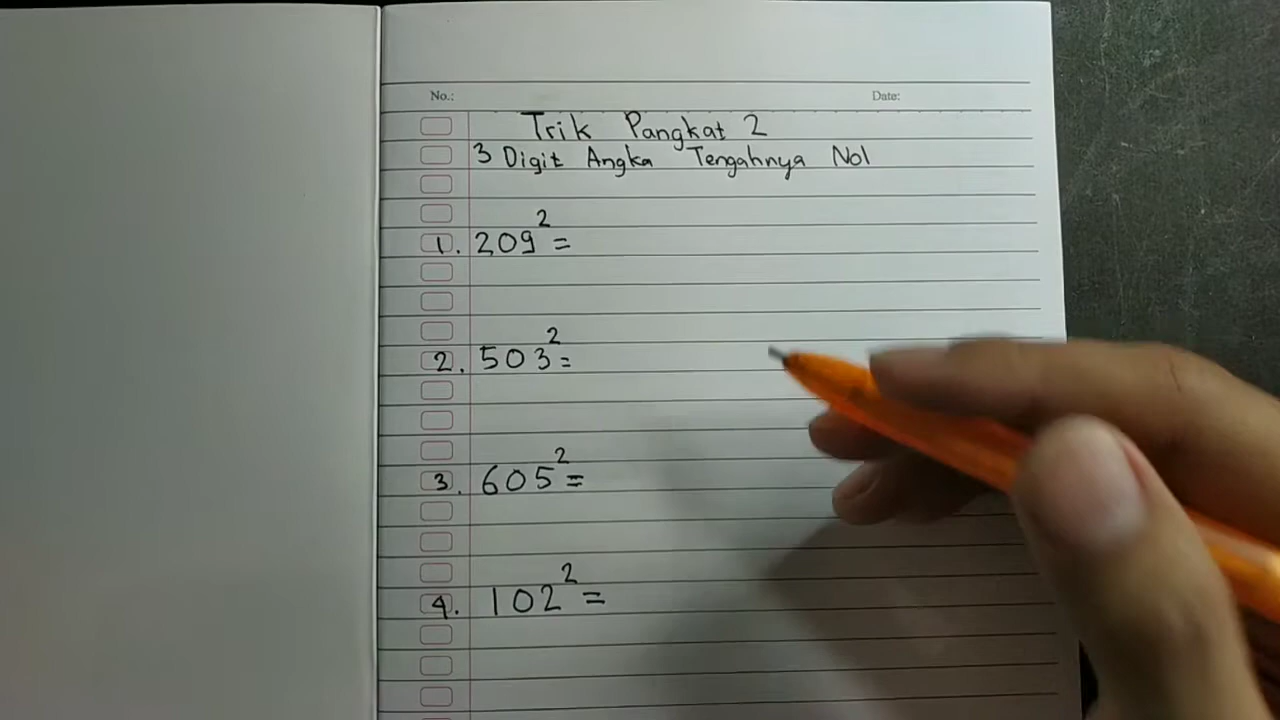 No.: Date:
Trik Pangkat 2
3 Digit Angka Tengahnya Nol
1. 209² =
2. 503² =
3. 605² =
4. 102² =